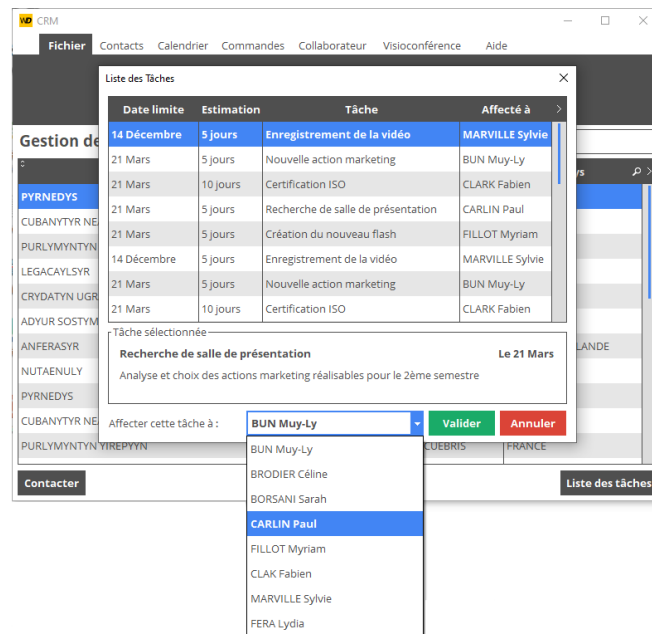 WD CRM
Fichier Contacts Calendrier Commandes Collaborateur Visioconférence Aide
Liste des Tâches
Date limite Estimation Tâche Affecté à
14 Décembre 5 jours Enregistrement de la vidéo MARVILLE Sylvie
21 Mars 5 jours Nouvelle action marketing BUN Muy-Ly
21 Mars 10 jours Certification ISO CLARK Fabien
21 Mars 5 jours Recherche de salle de présentation CARLIN Paul
21 Mars 5 jours Création du nouveau flash FILLOT Myriam
14 Décembre 5 jours Enregistrement de la vidéo MARVILLE Sylvie
21 Mars 5 jours Nouvelle action marketing BUN Muy-Ly
21 Mars 10 jours Certification ISO CLARK Fabien
Tâche sélectionnée
Recherche de salle de présentation Le 21 Mars
Analyse et choix des actions marketing réalisables pour le 2ème semestre
Affecter cette tâche à : BUN Muy-Ly Valider Annuler
BUN Muy-Ly
BRODIER Céline
BORSANI Sarah
CARLIN Paul
FILLOT Myriam
CLAK Fabien
MARVILLE Sylvie
FERA Lydia
Gestion de
ys
PYRNEDYS
CUBANYTYR NE
PURLYMYNTYN
LEGACAYLSYR
CRYDATYN UGR
ADYUR SOSTYM
ANFERASYR LANDE
NUTAENULY
PYRNEDYS
CUBANYTYR NE
PURLYMYNTYN YIREPYYN CUEBRIS FRANCE
Contacter Liste des tâches